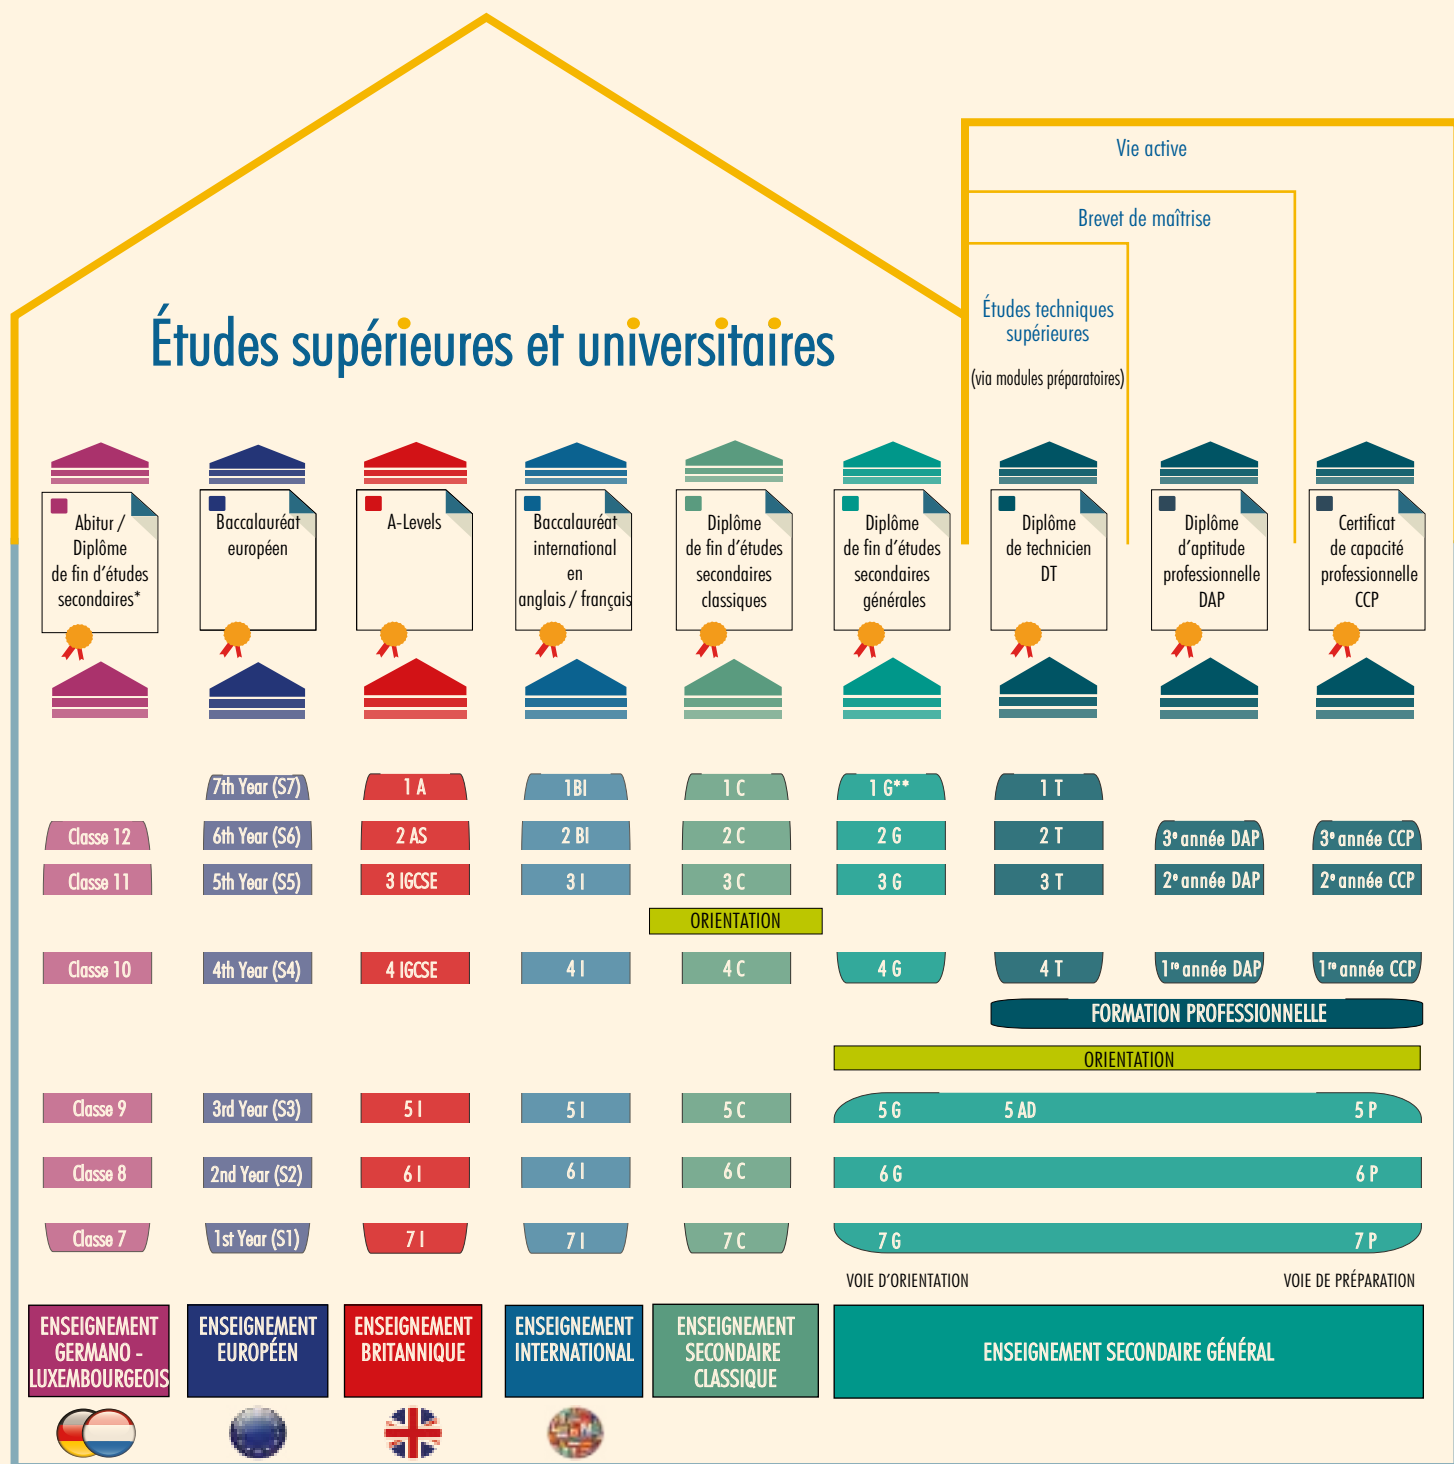 Vie active
Brevet de maîtrise
Études techniques
supérieures
(via modules préparatoires)
Études supérieures et universitaires
Abitur /
Diplôme
de fin d'études
secondaires*
Baccalauréat
européen
A-Levels
Baccalauréat
international
en
anglais / français
Diplôme
de fin d'études
secondaires
classiques
Diplôme
de fin d'études
secondaires
générales
Diplôme
de technicien
DT
Diplôme
d'aptitude
professionnelle
DAP
Certificat
de capacité
professionnelle
CCP
7th Year (S7)
1 A
1BI
1 C
1 G**
1 T
Classe 12
6th Year (S6)
2 AS
2 BI
2 C
2 G
2 T
3e année DAP
3e année CCP
Classe 11
5th Year (S5)
3 IGCSE
3 I
3 C
3 G
3 T
2e année DAP
2e année CCP
ORIENTATION
Classe 10
4th Year (S4)
4 IGCSE
4 I
4 C
4 G
4 T
1re année DAP
1re année CCP
FORMATION PROFESSIONNELLE
ORIENTATION
Classe 9
3rd Year (S3)
5 I
5 I
5 C
5 G
5 AD
5 P
Classe 8
2nd Year (S2)
6 I
6 I
6 C
6 G
6 P
Classe 7
1st Year (S1)
7 I
7 I
7 C
7 G
7 P
VOIE D'ORIENTATION
VOIE DE PRÉPARATION
ENSEIGNEMENT
GERMANO -
LUXEMBOURGEOIS
ENSEIGNEMENT
EUROPÉEN
ENSEIGNEMENT
BRITANNIQUE
ENSEIGNEMENT
INTERNATIONAL
ENSEIGNEMENT
SECONDAIRE
CLASSIQUE
ENSEIGNEMENT SECONDAIRE GÉNÉRAL